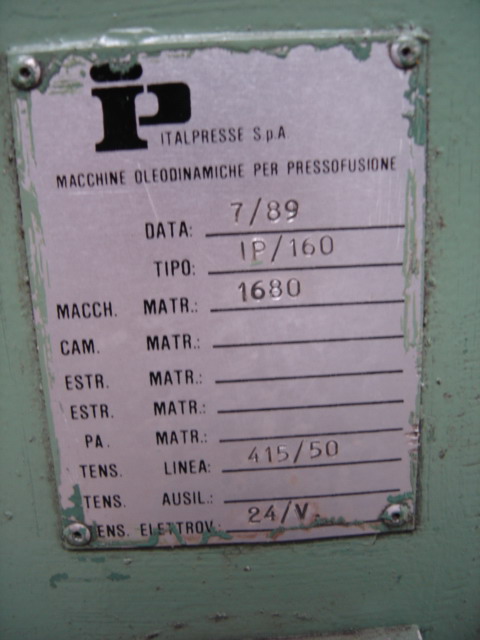 iP
ITALPRESSE S.p.A.
MACCHINE OLEODINAMICHE PER PRESSOFUSIONE
DATA: 7/89
TIPO: IP/160
MACCH. MATR.: 1680
CAM. MATR.:
ESTR. MATR.:
ESTR. MATR.:
PA. MATR.:
TENS. LINEA: 415/50
TENS. AUSIL.:
TENS. ELETTROV.: 24/V